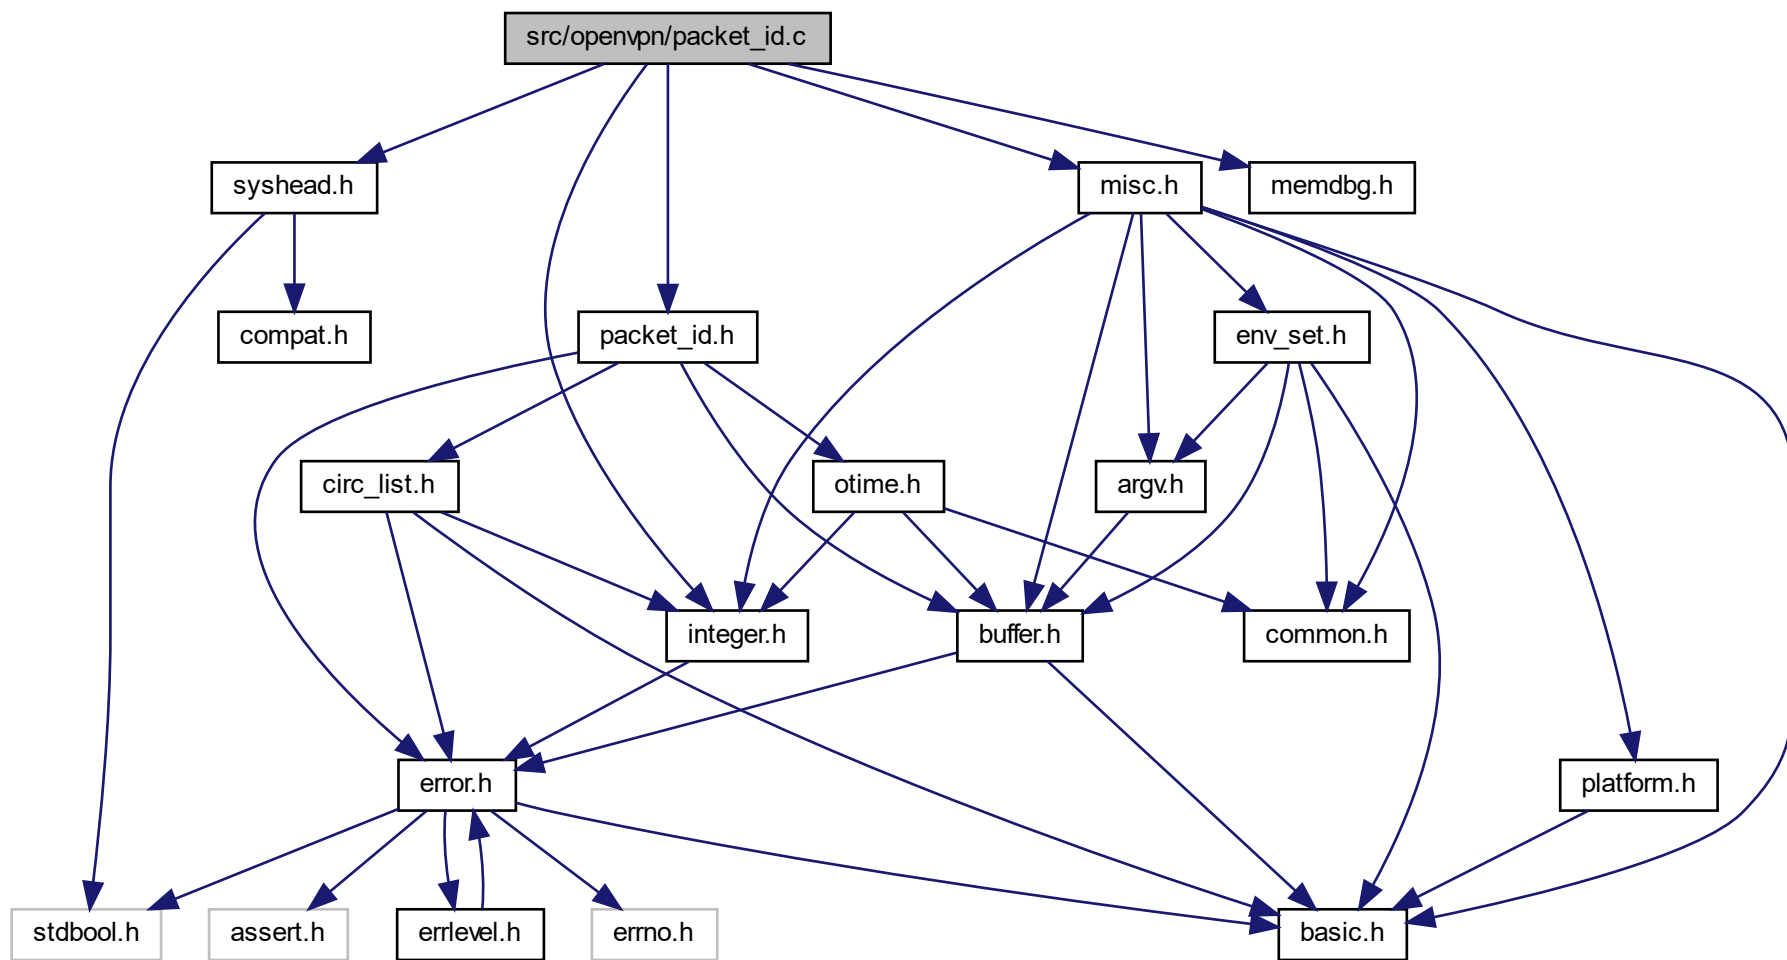 src/openvpn/packet_id.c
syshead.h
misc.h
memdbg.h
compat.h
packet_id.h
env_set.h
circ_list.h
otime.h
argv.h
integer.h
buffer.h
common.h
error.h
platform.h
stdbool.h
assert.h
errlevel.h
errno.h
basic.h